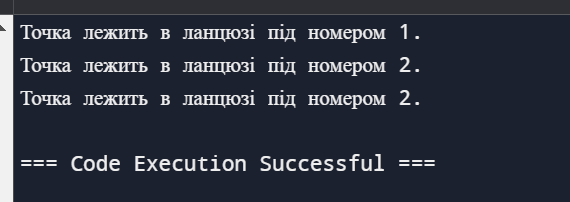 Точка лежить в ланцюзі під номером 1.
Точка лежить в ланцюзі під номером 2.
Точка лежить в ланцюзі під номером 2.
=== Code Execution Successful ===